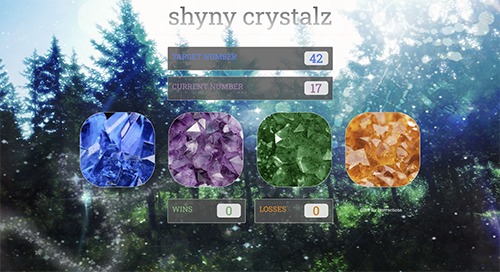 shyny crystalz
TARGET NUMBER 42
CURRENT NUMBER 17
WINS 0 LOSSES 0